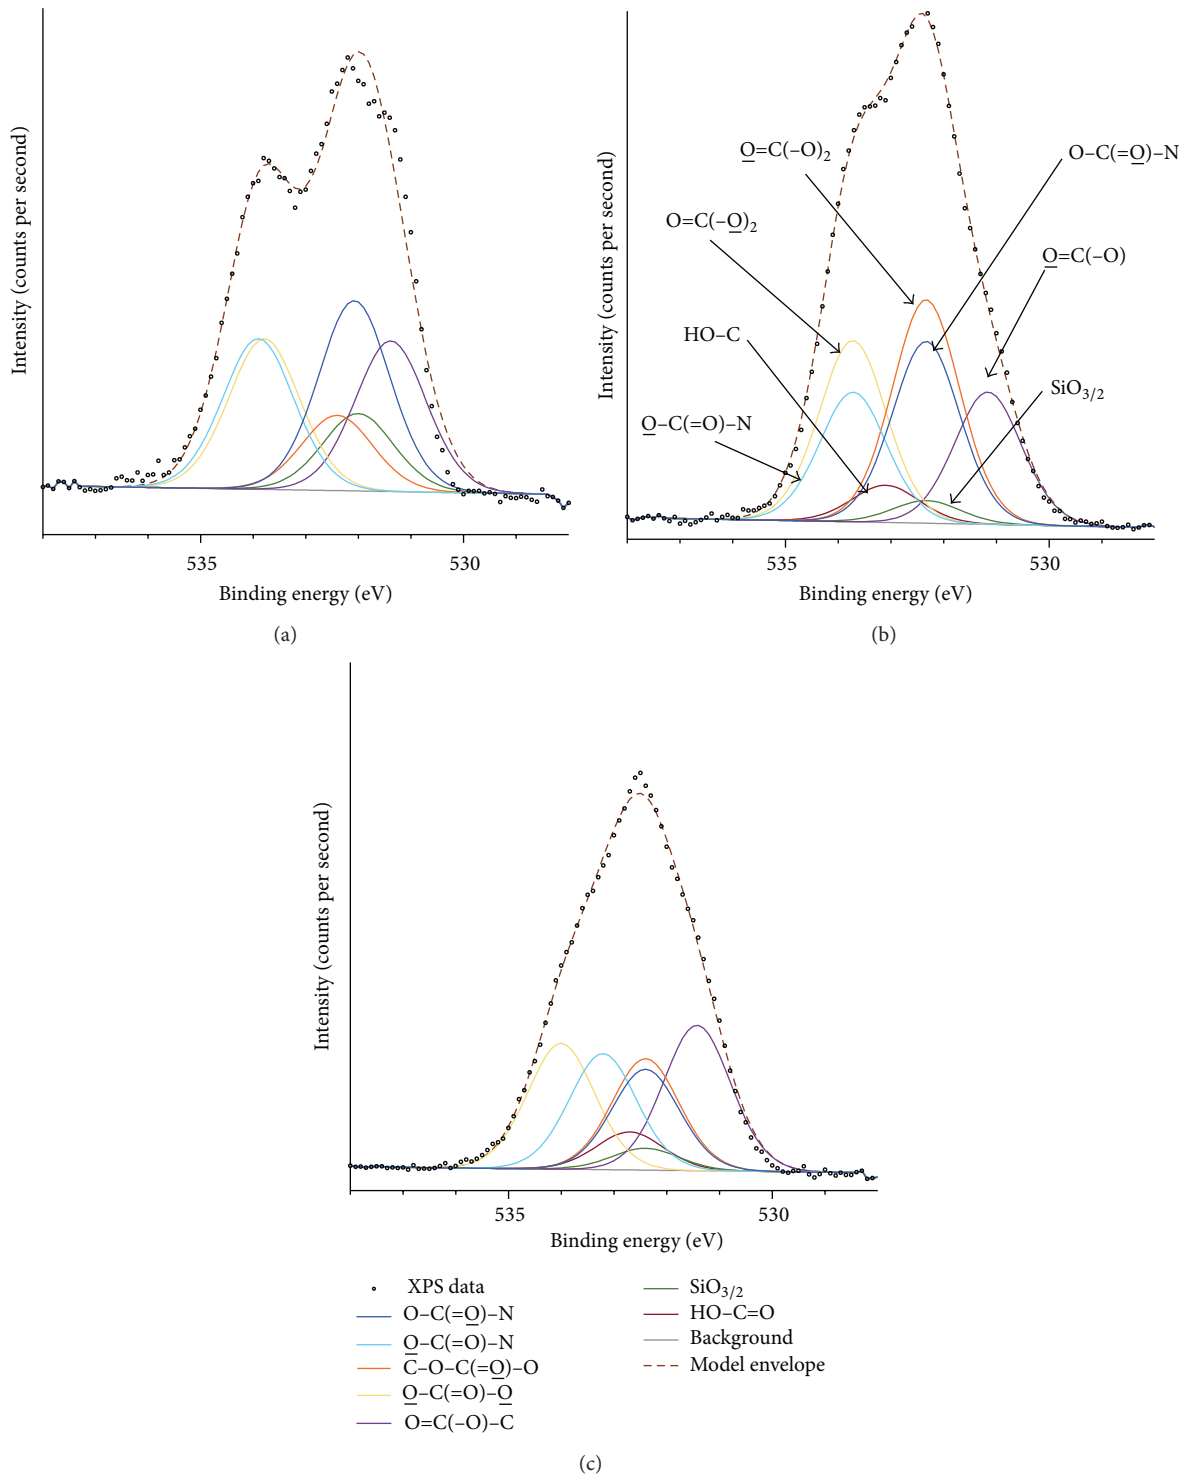 Intensity (counts per second)
535
530
Binding energy (eV)
(a)
Intensity (counts per second)
O=C(–O)2
O–C(=O)–N
O=C(–O)2
O=C(–O)
HO–C
SiO3/2
O–C(=O)–N
535
530
Binding energy (eV)
(b)
Intensity (counts per second)
535
530
Binding energy (eV)
XPS data
O–C(=O)–N
O–C(=O)–N
C–O–C(=O)–O
O–C(=O)–O
O=C(–O)–C
SiO3/2
HO–C=O
Background
Model envelope
(c)